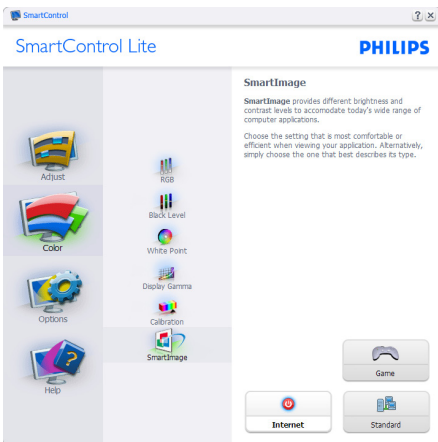 SmartControl
SmartControl Lite
PHILIPS
Adjust
Color
Options
Help
RGB
Black Level
White Point
Display Gamma
Calibration
SmartImage
SmartImage
SmartImage provides different brightness and
contrast levels to accomodate today's wide range of
computer applications.
Choose the setting that is most comfortable or
efficient when viewing your application. Alternatively,
simply choose the one that best describes its type.
Game
Internet
Standard